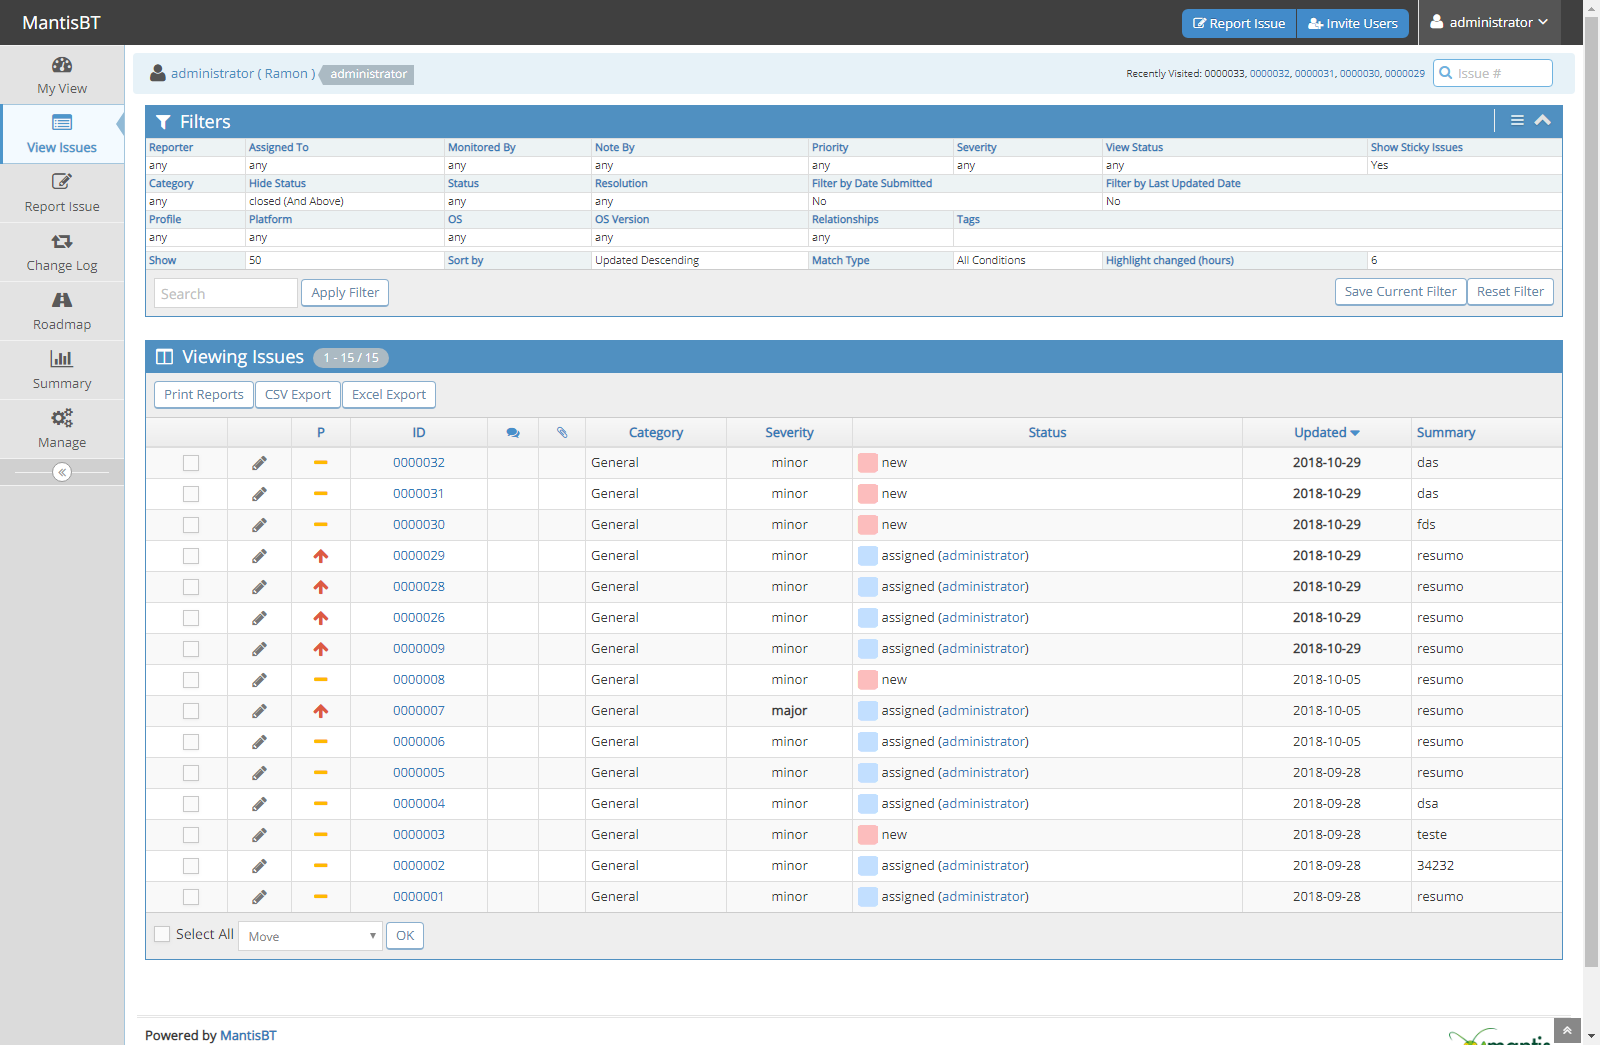 MantisBT
Report Issue
Invite Users
administrator
My View
View Issues
Report Issue
Change Log
Roadmap
Summary
Manage
administrator ( Ramon ) administrator
Recently Visited: 0000033, 0000032, 0000031, 0000030, 0000029
Issue #
Filters
Reporter Assigned To Monitored By Note By Priority Severity View Status Show Sticky Issues
any any any any any any any Yes
Category Hide Status Status Resolution Filter by Date Submitted Filter by Last Updated Date
any closed (And Above) any any No No
Profile Platform OS OS Version Relationships Tags
any any any any any
Show 50 Sort by Updated Descending Match Type All Conditions Highlight changed (hours) 6
Search Apply Filter Save Current Filter Reset Filter
Viewing Issues 1 - 15 / 15
Print Reports CSV Export Excel Export
P ID Category Severity Status Updated Summary
0000032 General minor new 2018-10-29 das
0000031 General minor new 2018-10-29 das
0000030 General minor new 2018-10-29 fds
0000029 General minor assigned (administrator) 2018-10-29 resumo
0000028 General minor assigned (administrator) 2018-10-29 resumo
0000026 General minor assigned (administrator) 2018-10-29 resumo
0000009 General minor assigned (administrator) 2018-10-29 resumo
0000008 General minor new 2018-10-05 resumo
0000007 General major assigned (administrator) 2018-10-05 resumo
0000006 General minor assigned (administrator) 2018-10-05 resumo
0000005 General minor assigned (administrator) 2018-09-28 resumo
0000004 General minor assigned (administrator) 2018-09-28 dsa
0000003 General minor new 2018-09-28 teste
0000002 General minor assigned (administrator) 2018-09-28 34232
0000001 General minor assigned (administrator) 2018-09-28 resumo
Select All Move OK
Powered by MantisBT
mantis